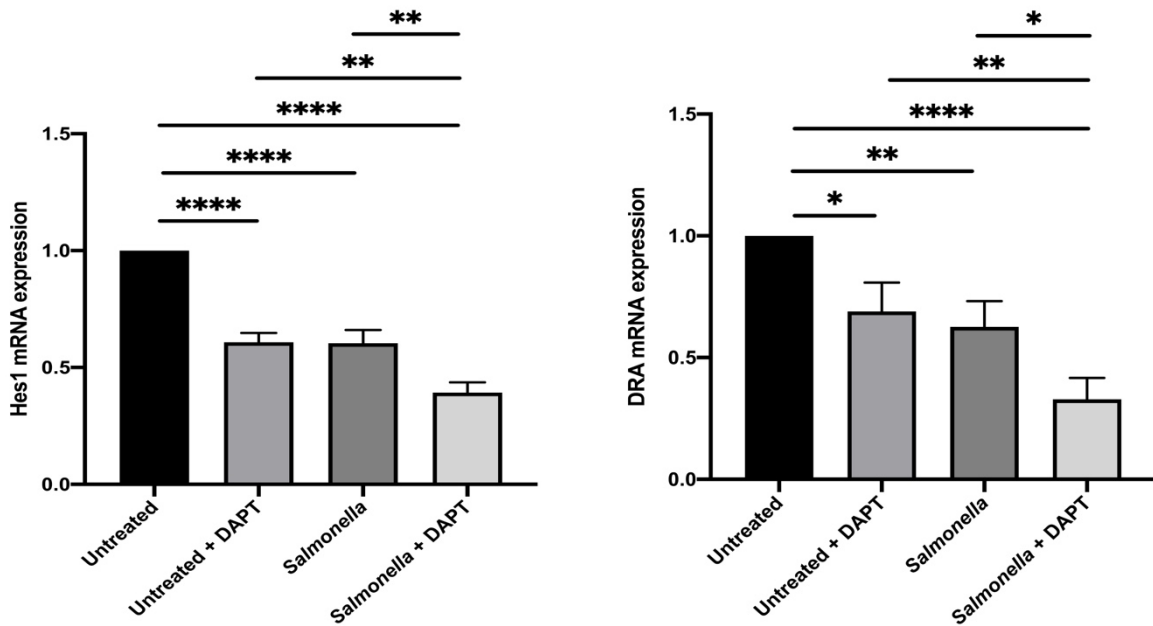 **
**
****
****
****
1.5
1.0
0.5
0.0
Hes1 mRNA expression
Untreated
Untreated + DAPT
Salmonella
Salmonella + DAPT
*
**
****
**
*
1.5
1.0
0.5
0.0
DRA mRNA expression
Untreated
Untreated + DAPT
Salmonella
Salmonella + DAPT